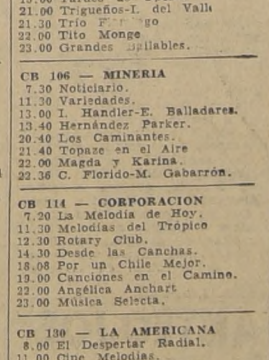 21.00 Trigueños-L. del Valle
21.30 Trío
22.00 Tito Monge
23.00 Grandes Bailables.
CB 106 — MINERIA
7.30 Noticiario.
11.30 Variedades.
13.00 I. Handler-E. Balladares.
13.40 Hernández Parker.
20.40 Los Caminantes.
21.40 Topaze en el Aire
22.00 Magda y Karina.
22.36 C. Florido-M. Gabarrón.
CB 114 — CORPORACION
7.20 La Melodía de Hoy.
11.30 Melodías del Trópico
12.30 Rotary Club.
14.30 Desde las Canchas.
18.08 Por un Chile Mejor.
19.00 Canciones en el Camino.
22.00 Angélica Anchart
23.00 Música Selecta.
CB 130 — LA AMERICANA
8.00 El Despertar Radial.
11.00 Cine Melodías.